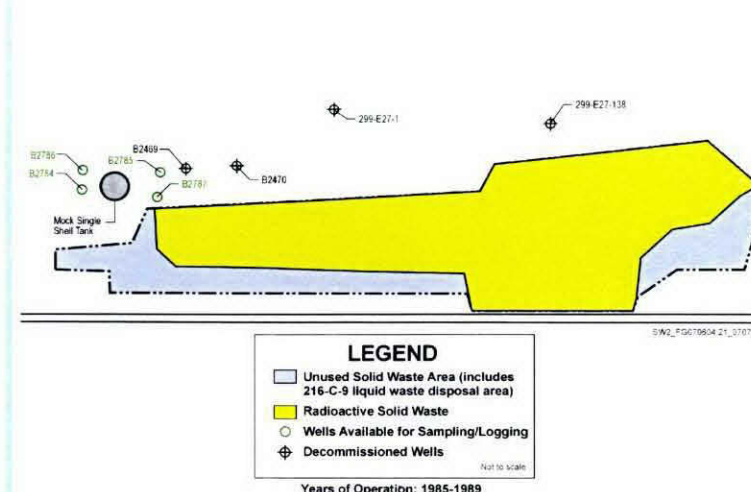 299-E27-1
299-E27-138
B2469
B2785
B2786
B2784
B2787
B2470
Mock Single
Shell Tank
LEGEND
Unused Solid Waste Area (includes
216-C-9 liquid waste disposal area)
Radioactive Solid Waste
Wells Available for Sampling/Logging
Decommissioned Wells
Not to scale
Years of Operation: 1985-1989